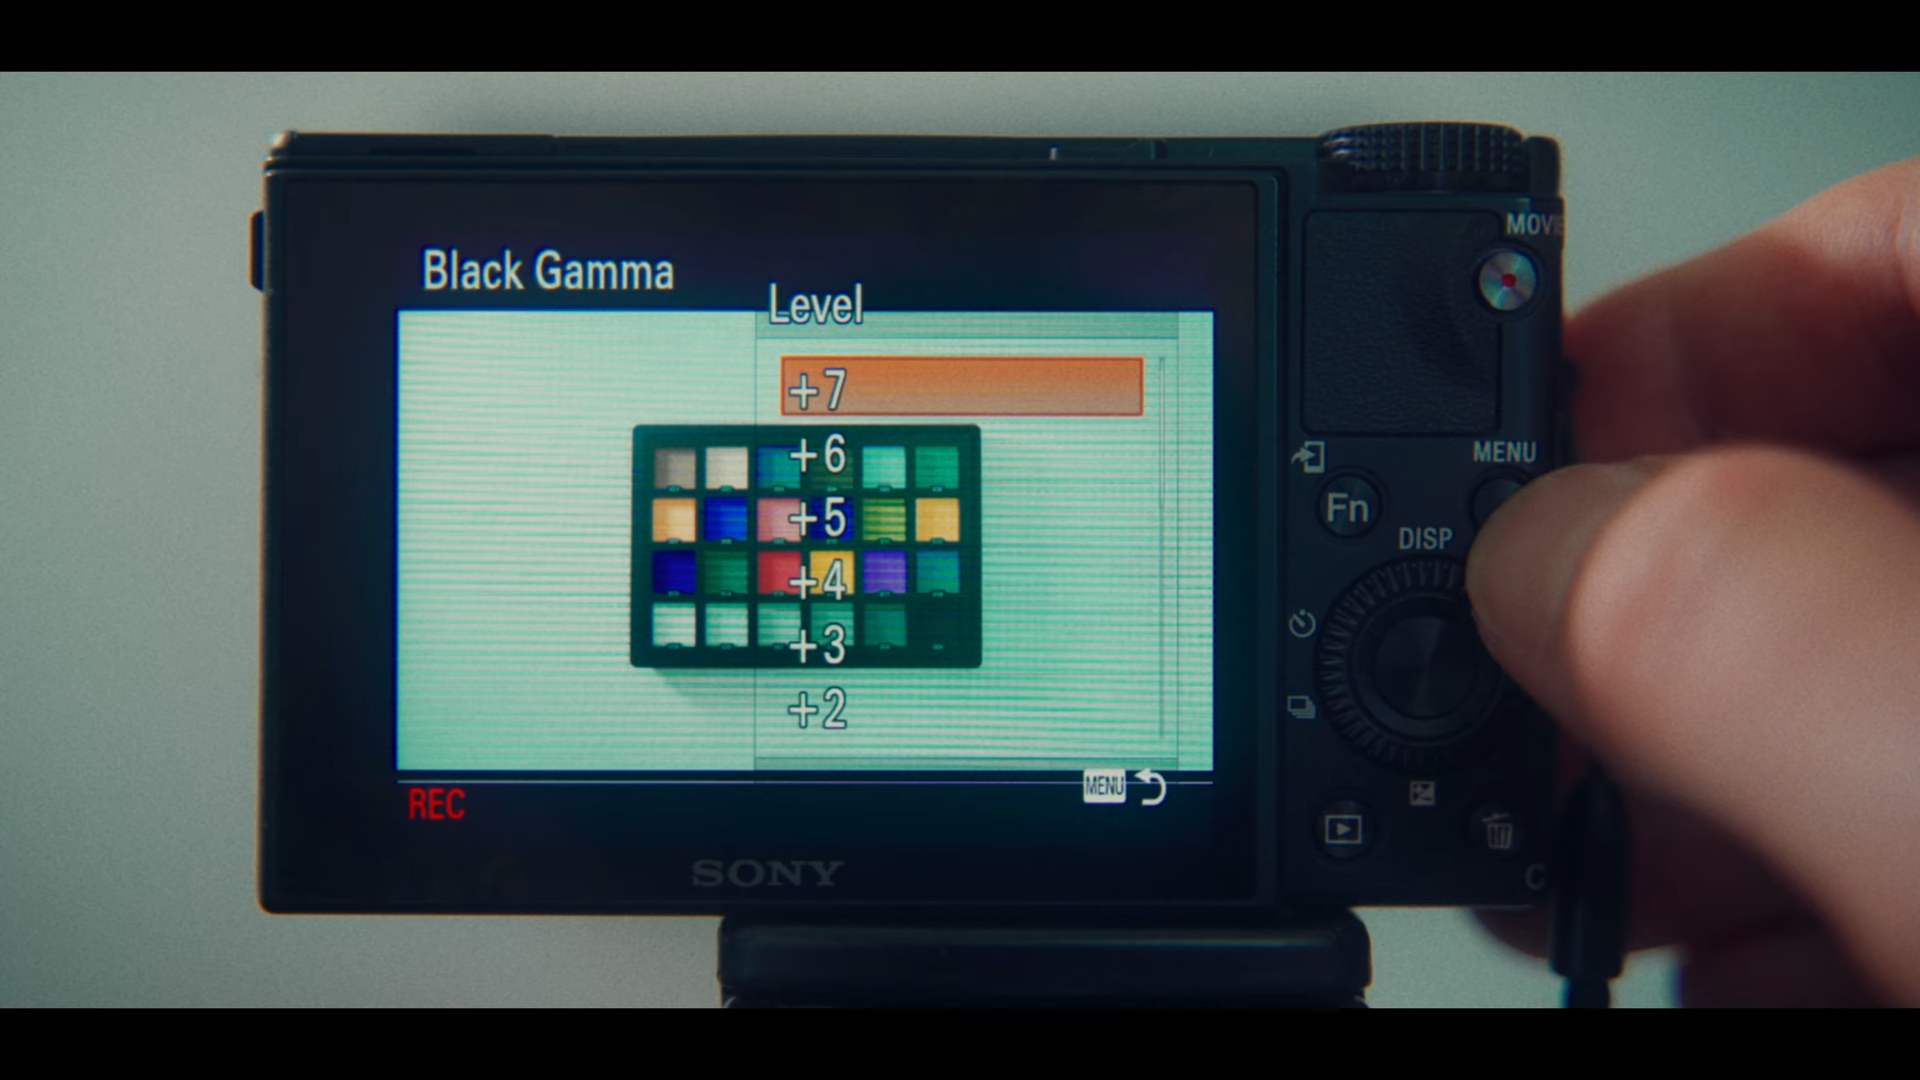 Black Gamma
Level
+7
+6
+5
+4
+3
+2
MENU
REC
SONY
MOVIE
MENU
Fn
DISP
C